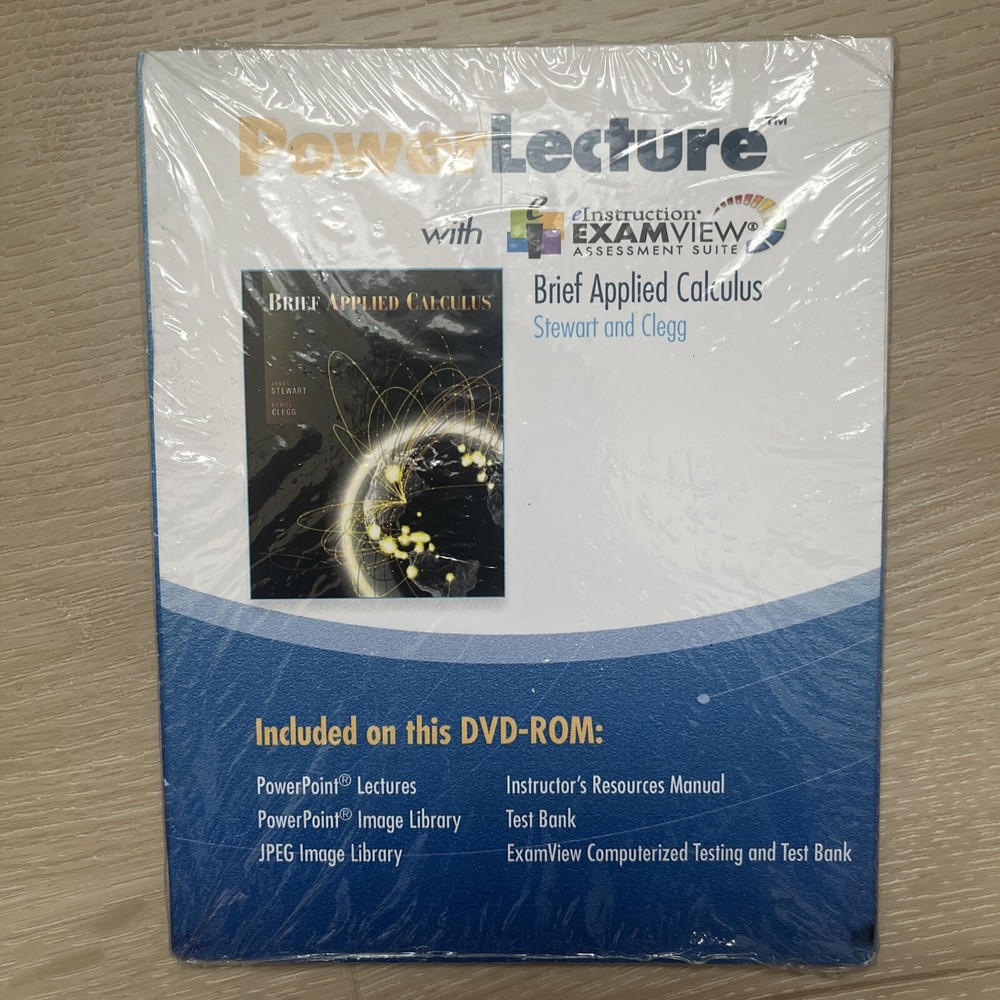 PowerLecture™
with
eInstruction®
EXAMVIEW®
ASSESSMENT SUITE
Brief Applied Calculus
Stewart and Clegg
BRIEF APPLIED CALCULUS
JAMES
STEWART
DANIEL
CLEGG
Included on this DVD-ROM:
PowerPoint® Lectures
PowerPoint® Image Library
JPEG Image Library
Instructor's Resources Manual
Test Bank
ExamView Computerized Testing and Test Bank